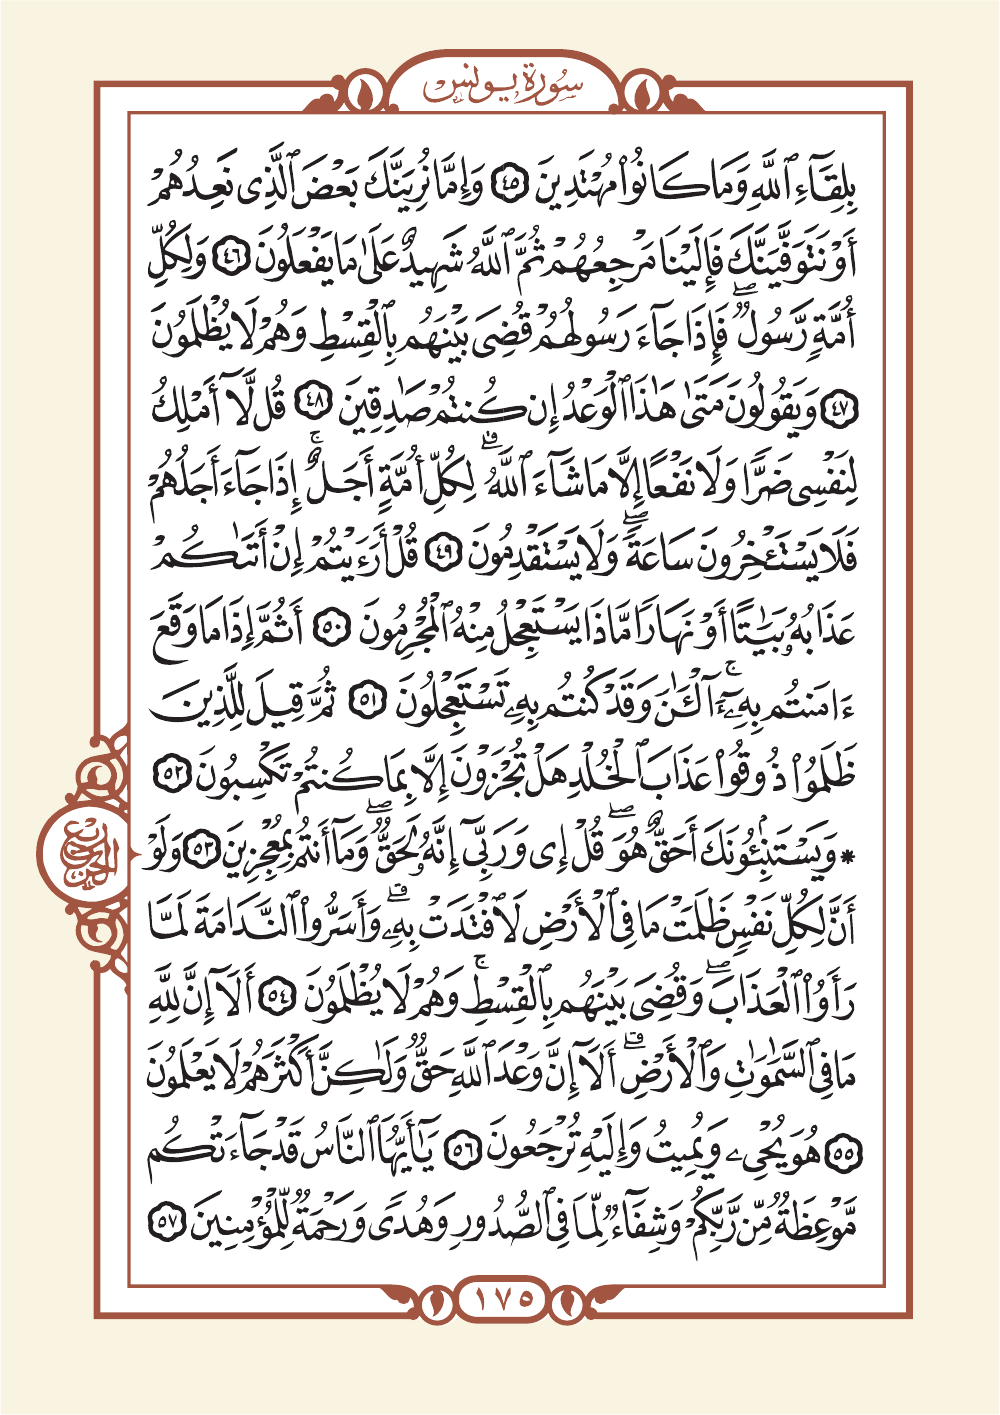 سورة يونس
بِلِقَآءِ ٱللَّهِ وَمَا كَانُوا۟ مُهْتَدِينَ ٤٥ وَإِمَّا نُرِيَنَّكَ بَعْضَ ٱلَّذِى نَعِدُهُمْ
أَوْ نَتَوَفَّيَنَّكَ فَإِلَيْنَا مَرْجِعُهُمْ ثُمَّ ٱللَّهُ شَهِيدٌ عَلَىٰ مَا يَفْعَلُونَ ٤٦ وَلِكُلِّ
أُمَّةٍ رَّسُولٌ ۖ فَإِذَا جَآءَ رَسُولُهُمْ قُضِىَ بَيْنَهُم بِٱلْقِسْطِ وَهُمْ لَا يُظْلَمُونَ
٤٧ وَيَقُولُونَ مَتَىٰ هَـٰذَا ٱلْوَعْدُ إِن كُنتُمْ صَـٰدِقِينَ ٤٨ قُل لَّآ أَمْلِكُ
لِنَفْسِى ضَرًّا وَلَا نَفْعًا إِلَّا مَا شَآءَ ٱللَّهُ ۗ لِكُلِّ أُمَّةٍ أَجَلٌ ۚ إِذَا جَآءَ أَجَلُهُمْ
فَلَا يَسْتَـْٔخِرُونَ سَاعَةً ۖ وَلَا يَسْتَقْدِمُونَ ٤٩ قُلْ أَرَءَيْتُمْ إِنْ أَتَىٰكُمْ
عَذَابُهُۥ بَيَـٰتًا أَوْ نَهَارًا مَّاذَا يَسْتَعْجِلُ مِنْهُ ٱلْمُجْرِمُونَ ٥٠ أَثُمَّ إِذَا مَا وَقَعَ
ءَامَنتُم بِهِۦٓ ۚ ءَآلْـَٔـٰنَ وَقَدْ كُنتُم بِهِۦ تَسْتَعْجِلُونَ ٥١ ثُمَّ قِيلَ لِلَّذِينَ
ظَلَمُوا۟ ذُوقُوا۟ عَذَابَ ٱلْخُلْدِ هَلْ تُجْزَوْنَ إِلَّا بِمَا كُنتُمْ تَكْسِبُونَ ٥٢
* وَيَسْتَنۢبِـُٔونَكَ أَحَقٌّ هُوَ ۖ قُلْ إِى وَرَبِّىٓ إِنَّهُۥ لَحَقٌّ ۖ وَمَآ أَنتُم بِمُعْجِزِينَ ٥٣ وَلَوْ
أَنَّ لِكُلِّ نَفْسٍ ظَلَمَتْ مَا فِى ٱلْأَرْضِ لَٱفْتَدَتْ بِهِۦ ۗ وَأَسَرُّوا۟ ٱلنَّدَامَةَ لَمَّا
رَأَوُا۟ ٱلْعَذَابَ ۖ وَقُضِىَ بَيْنَهُم بِٱلْقِسْطِ ۚ وَهُمْ لَا يُظْلَمُونَ ٥٤ أَلَآ إِنَّ لِلَّهِ
مَا فِى ٱلسَّمَـٰوَٰتِ وَٱلْأَرْضِ ۗ أَلَآ إِنَّ وَعْدَ ٱللَّهِ حَقٌّ وَلَـٰكِنَّ أَكْثَرَهُمْ لَا يَعْلَمُونَ
٥٥ هُوَ يُحْىِۦ وَيُمِيتُ وَإِلَيْهِ تُرْجَعُونَ ٥٦ يَـٰٓأَيُّهَا ٱلنَّاسُ قَدْ جَآءَتْكُم
مَّوْعِظَةٌ مِّن رَّبِّكُمْ وَشِفَآءٌ لِّمَا فِى ٱلصُّدُورِ وَهُدًى وَرَحْمَةٌ لِّلْمُؤْمِنِينَ ٥٧
١٧٥